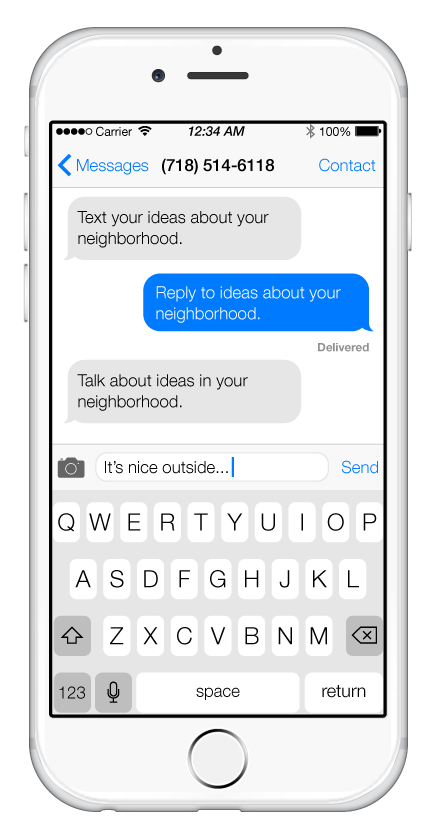 Carrier 12:34 AM 100%
Messages (718) 514-6118 Contact
Text your ideas about your
neighborhood.
Reply to ideas about your
neighborhood.
Delivered
Talk about ideas in your
neighborhood.
It's nice outside... Send
Q W E R T Y U I O P
A S D F G H J K L
Z X C V B N M
123 space return